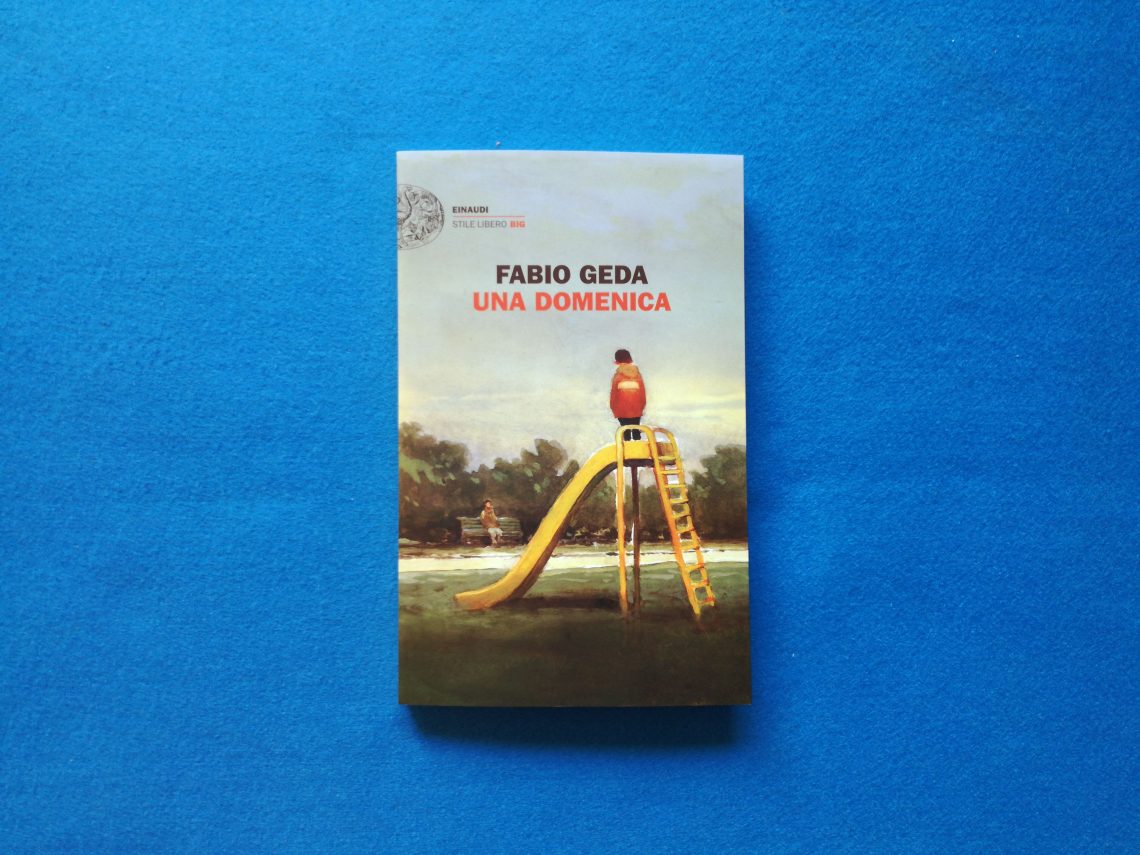 EINAUDI
STILE LIBERO BIG
FABIO GEDA
UNA DOMENICA